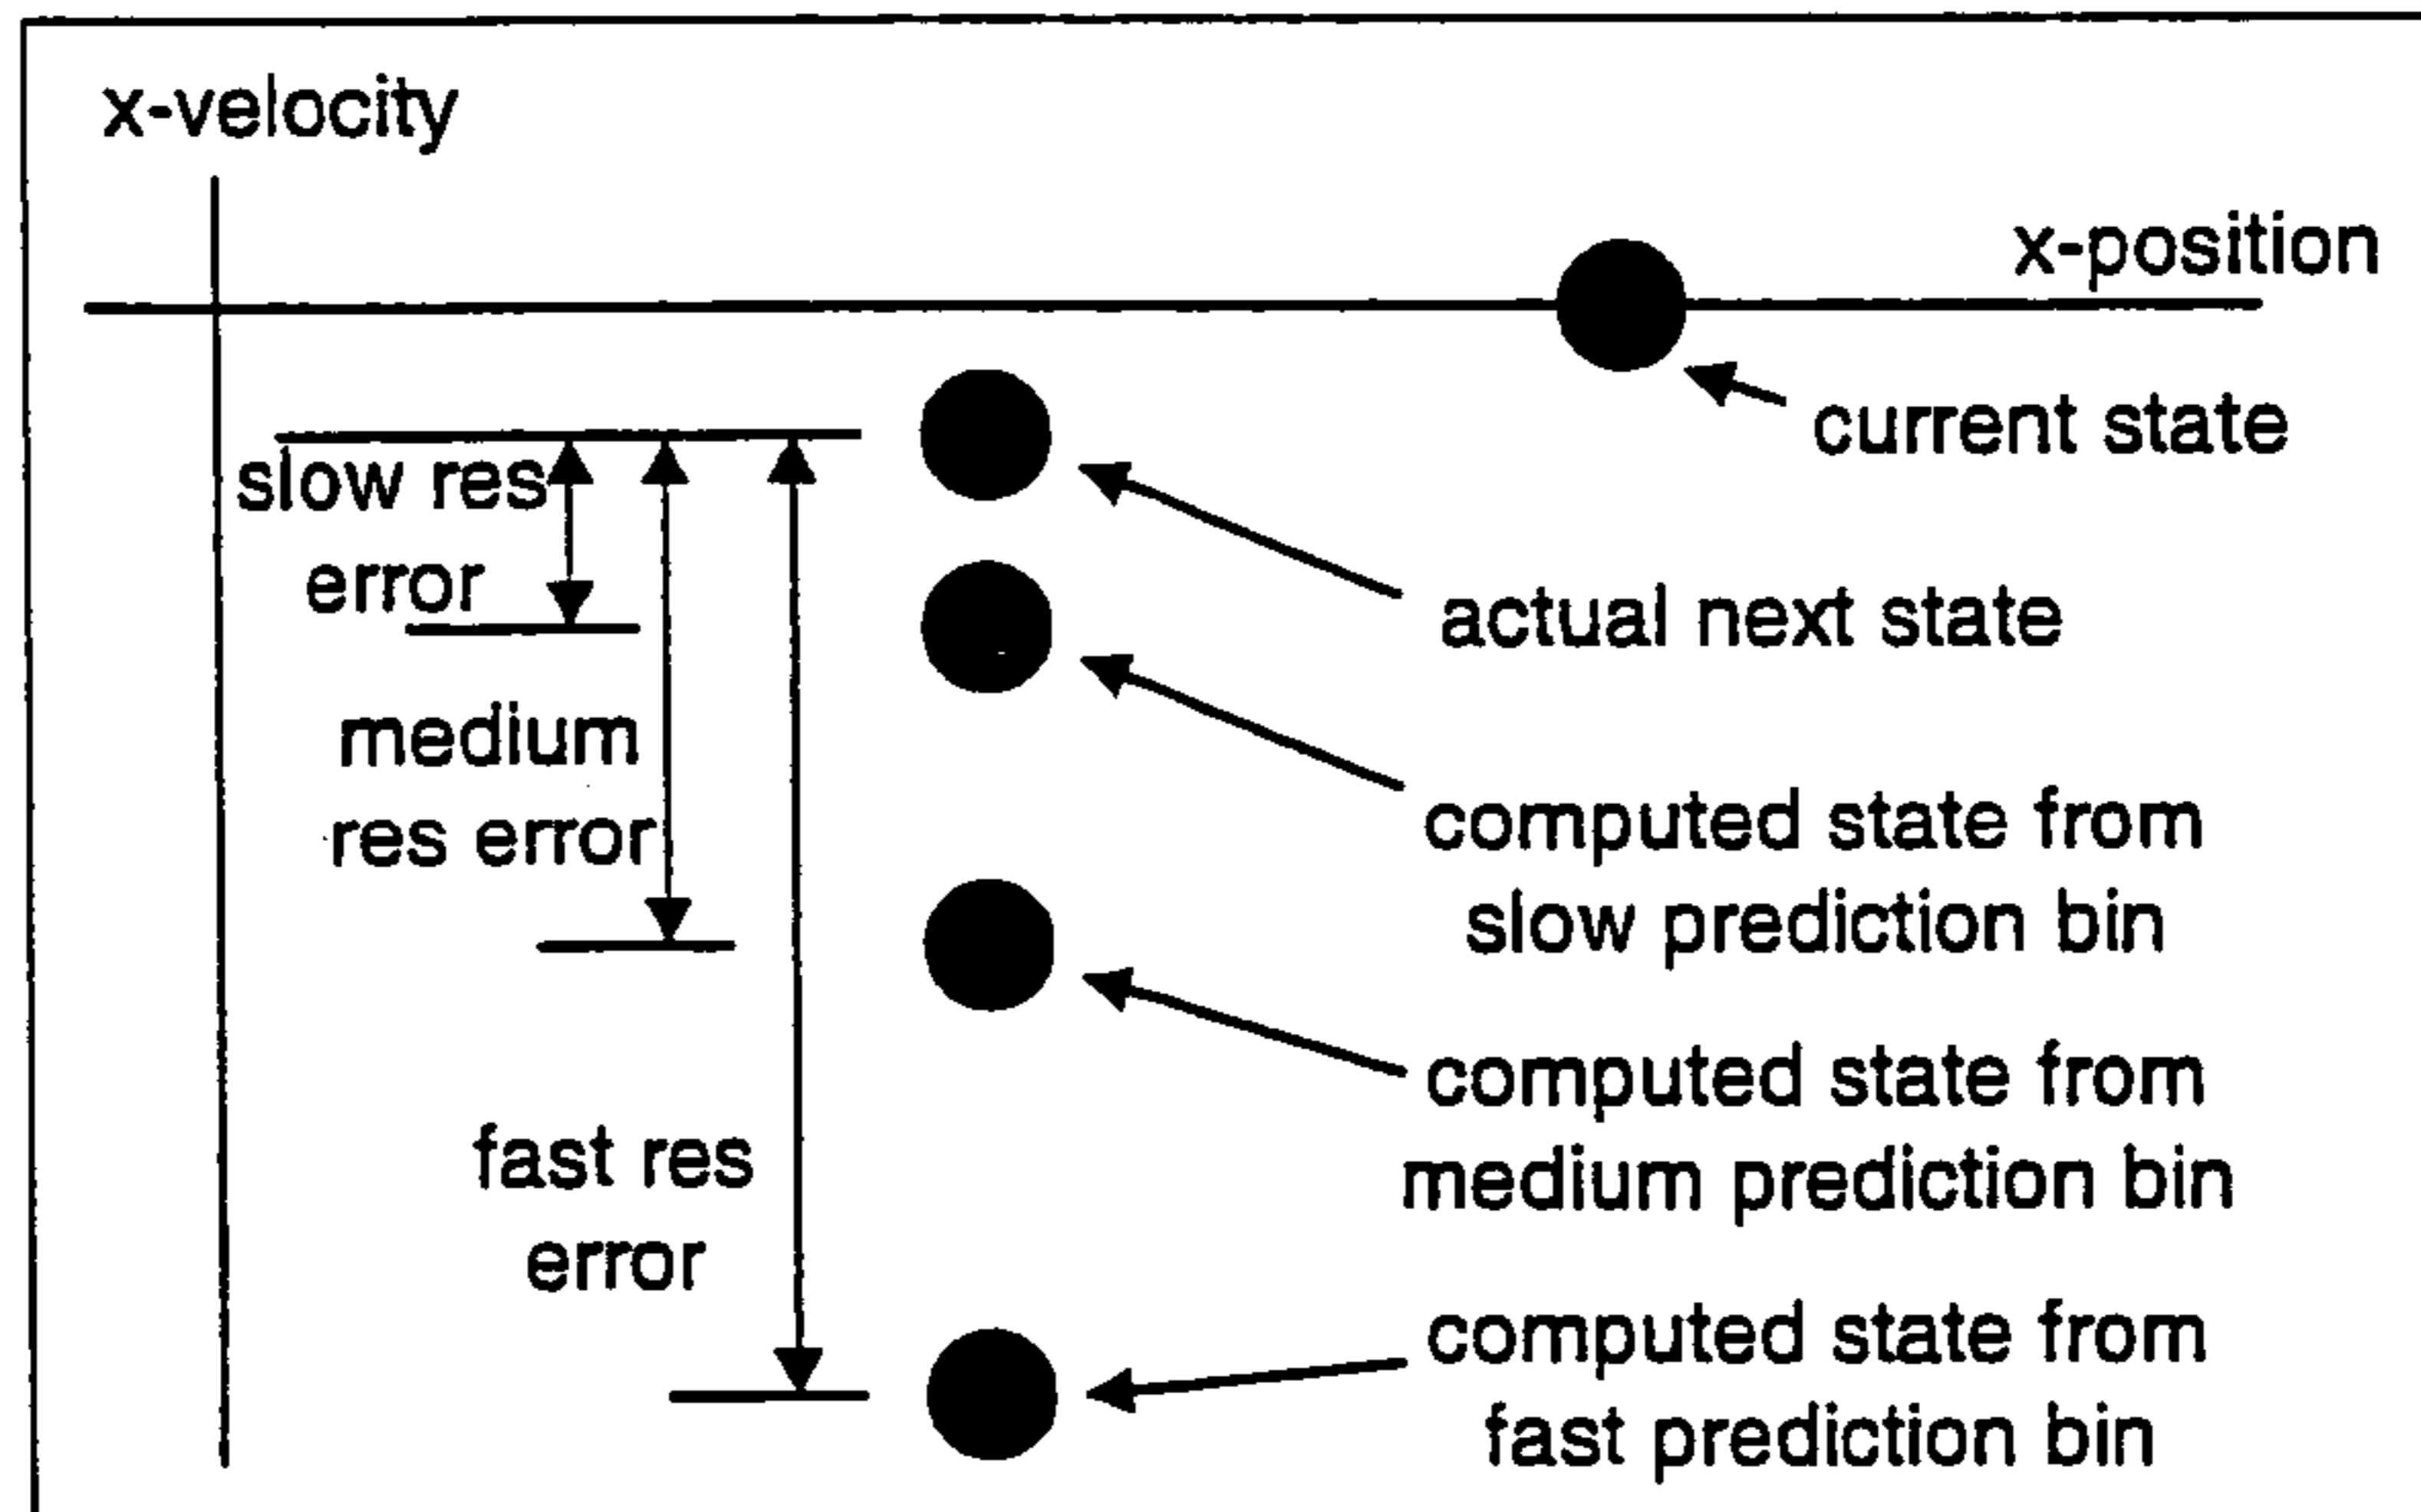 x-velocity
x-position
current state
slow res
error
actual next state
medium
res error
computed state from
slow prediction bin
computed state from
medium prediction bin
fast res
error
computed state from
fast prediction bin